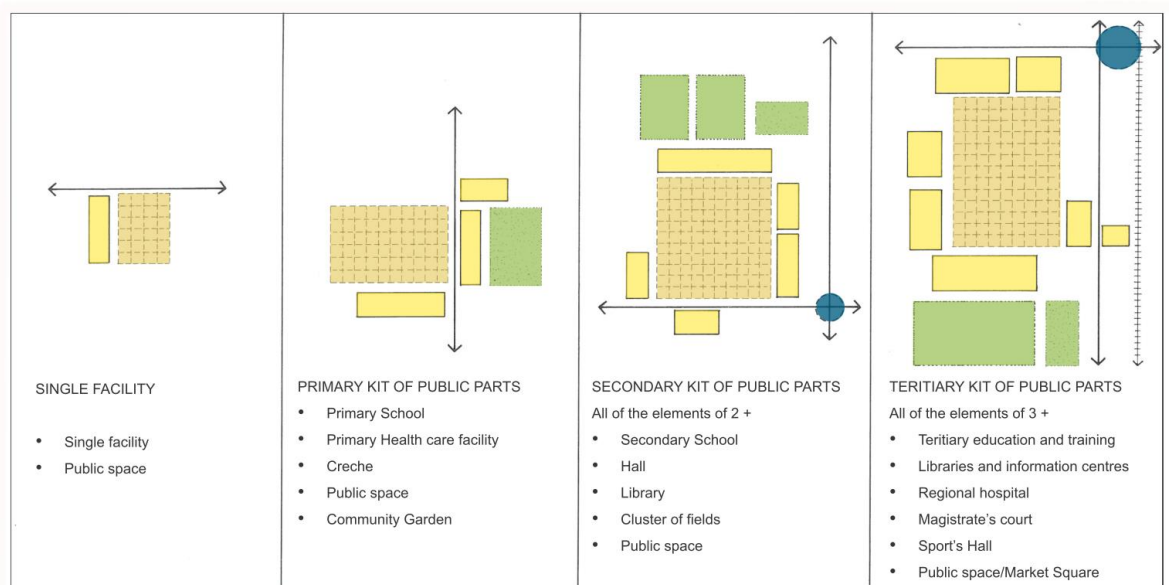 SINGLE FACILITY
• Single facility
• Public space
PRIMARY KIT OF PUBLIC PARTS
• Primary School
• Primary Health care facility
• Creche
• Public space
• Community Garden
SECONDARY KIT OF PUBLIC PARTS
All of the elements of 2 +
• Secondary School
• Hall
• Library
• Cluster of fields
• Public space
TERITIARY KIT OF PUBLIC PARTS
All of the elements of 3 +
• Teritiary education and training
• Libraries and information centres
• Regional hospital
• Magistrate's court
• Sport's Hall
• Public space/Market Square